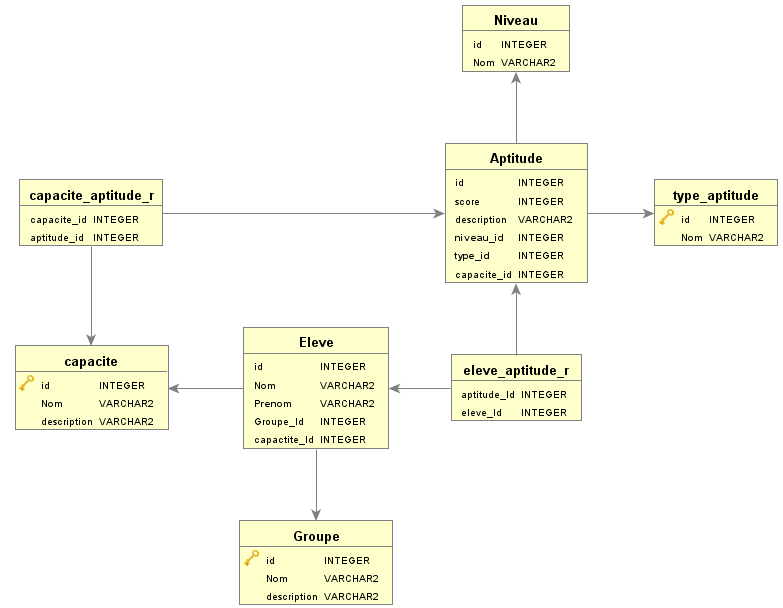 Niveau
id INTEGER
Nom VARCHAR2
Aptitude
id INTEGER
score INTEGER
description VARCHAR2
niveau_id INTEGER
type_id INTEGER
capacite_id INTEGER
capacite_aptitude_r
capacite_id INTEGER
aptitude_id INTEGER
type_aptitude
id INTEGER
Nom VARCHAR2
capacite
id INTEGER
Nom VARCHAR2
description VARCHAR2
Eleve
id INTEGER
Nom VARCHAR2
Prenom VARCHAR2
Groupe_Id INTEGER
capactite_Id INTEGER
eleve_aptitude_r
aptitude_Id INTEGER
eleve_Id INTEGER
Groupe
id INTEGER
Nom VARCHAR2
description VARCHAR2